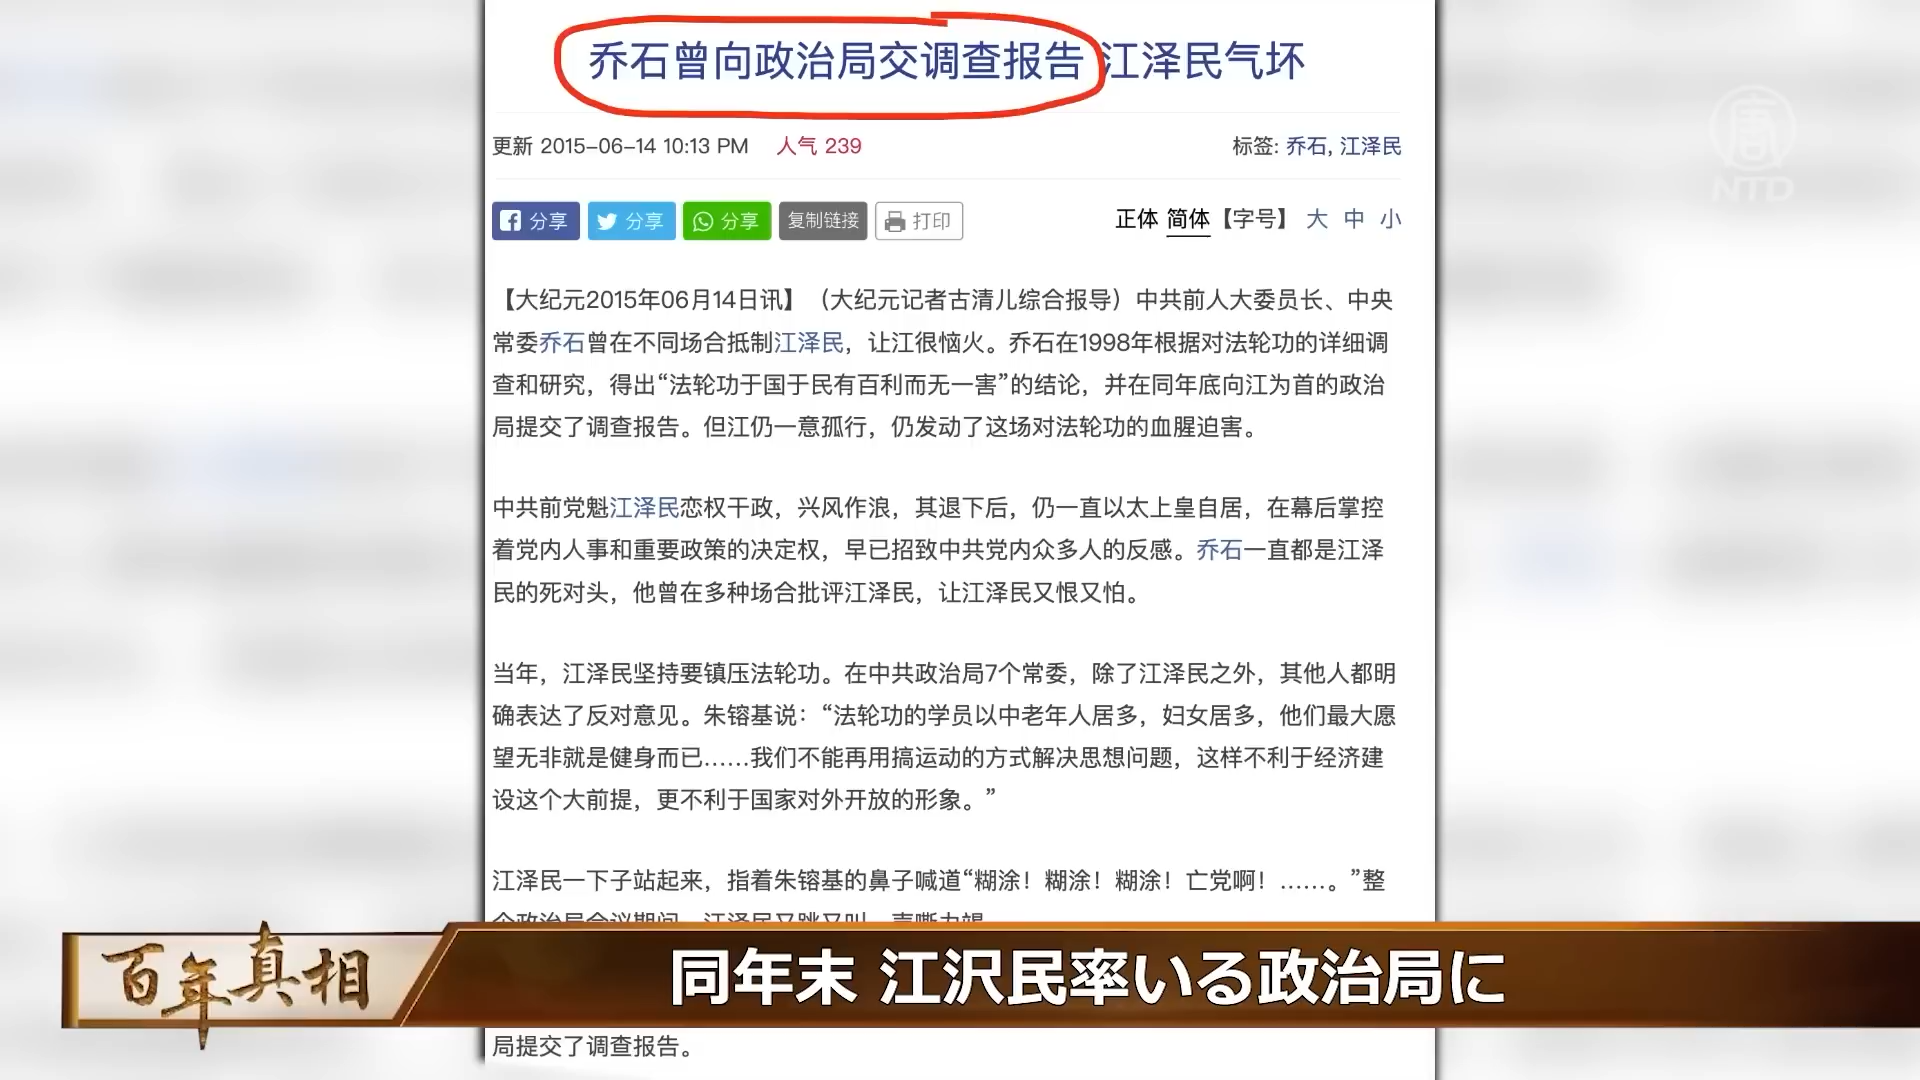 乔石曾向政治局交调查报告 江泽民气坏
更新 2015-06-14 10:13 PM 人气 239 标签: 乔石, 江泽民
分享 分享 分享 复制链接 打印 正体 简体【字号】 大 中 小
【大纪元2015年06月14日讯】（大纪元记者古清儿综合报导）中共前人大委员长、中央
常委乔石曾在不同场合抵制江泽民，让江很恼火。乔石在1998年根据对法轮功的详细调
查和研究，得出“法轮功于国于民有百利而无一害”的结论，并在同年底向江为首的政治
局提交了调查报告。但江仍一意孤行，仍发动了这场对法轮功的血腥迫害。
中共前党魁江泽民恋权干政，兴风作浪，其退下后，仍一直以太上皇自居，在幕后掌控
着党内人事和重要政策的决定权，早已招致中共党内众多人的反感。乔石一直都是江泽
民的死对头，他曾在多种场合批评江泽民，让江泽民又恨又怕。
当年，江泽民坚持要镇压法轮功。在中共政治局7个常委，除了江泽民之外，其他人都明
确表达了反对意见。朱镕基说：“法轮功的学员以中老年人居多，妇女居多，他们最大愿
望无非就是健身而已……我们不能再用搞运动的方式解决思想问题，这样不利于经济建
设这个大前提，更不利于国家对外开放的形象。”
江泽民一下子站起来，指着朱镕基的鼻子喊道“糊涂！糊涂！糊涂！亡党啊！……。”整
个政治局会议期间，江泽民又跳又叫，声嘶力竭
百年真相
同年末 江沢民率いる政治局に
局提交了调查报告。
NTD